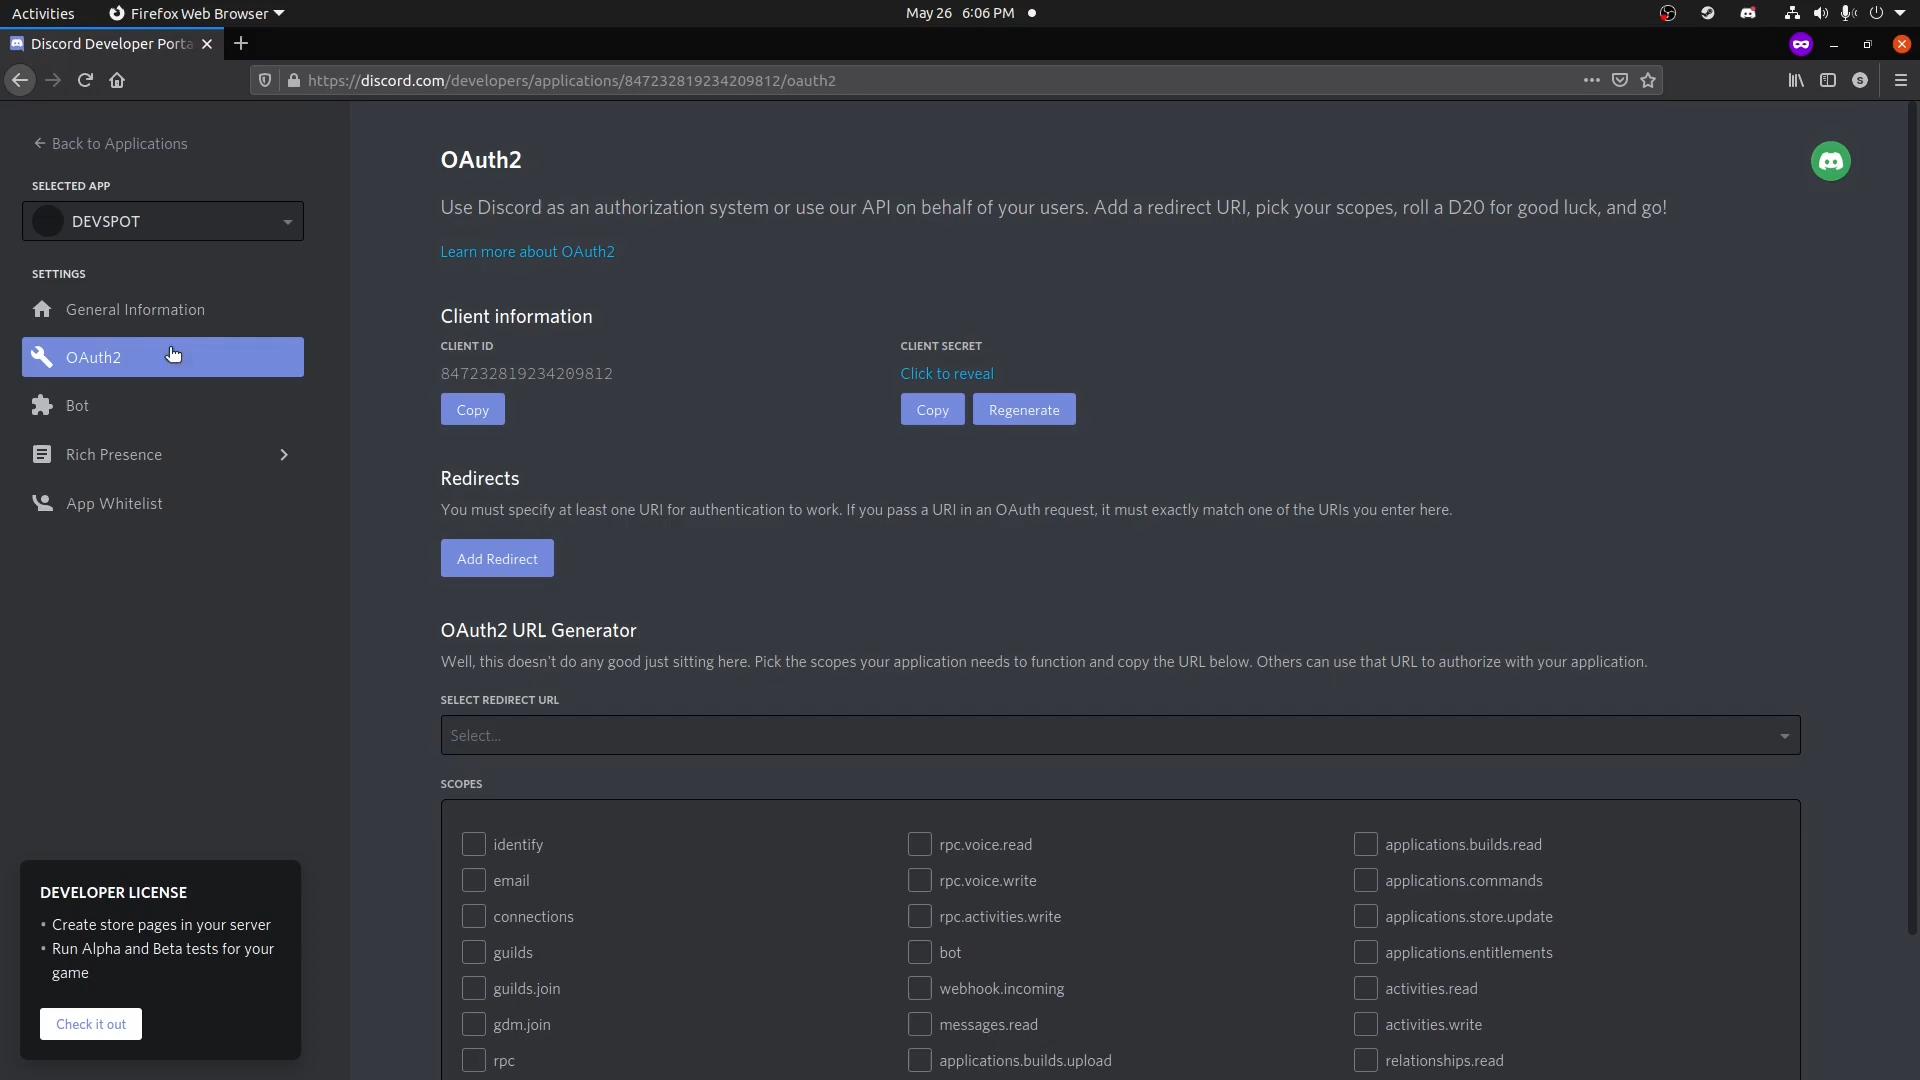 Activities
Firefox Web Browser
May 26 6:06 PM
Discord Developer Porta
https://discord.com/developers/applications/847232819234209812/oauth2
S
Back to Applications
SELECTED APP
DEVSPOT
SETTINGS
General Information
OAuth2
Bot
Rich Presence
App Whitelist
DEVELOPER LICENSE
• Create store pages in your server
• Run Alpha and Beta tests for your
game
Check it out
OAuth2
Use Discord as an authorization system or use our API on behalf of your users. Add a redirect URI, pick your scopes, roll a D20 for good luck, and go!
Learn more about OAuth2
Client information
CLIENT ID
847232819234209812
Copy
CLIENT SECRET
Click to reveal
Copy
Regenerate
Redirects
You must specify at least one URI for authentication to work. If you pass a URI in an OAuth request, it must exactly match one of the URIs you enter here.
Add Redirect
OAuth2 URL Generator
Well, this doesn't do any good just sitting here. Pick the scopes your application needs to function and copy the URL below. Others can use that URL to authorize with your application.
SELECT REDIRECT URL
Select...
SCOPES
identify
email
connections
guilds
guilds.join
gdm.join
rpc
rpc.voice.read
rpc.voice.write
rpc.activities.write
bot
webhook.incoming
messages.read
applications.builds.upload
applications.builds.read
applications.commands
applications.store.update
applications.entitlements
activities.read
activities.write
relationships.read